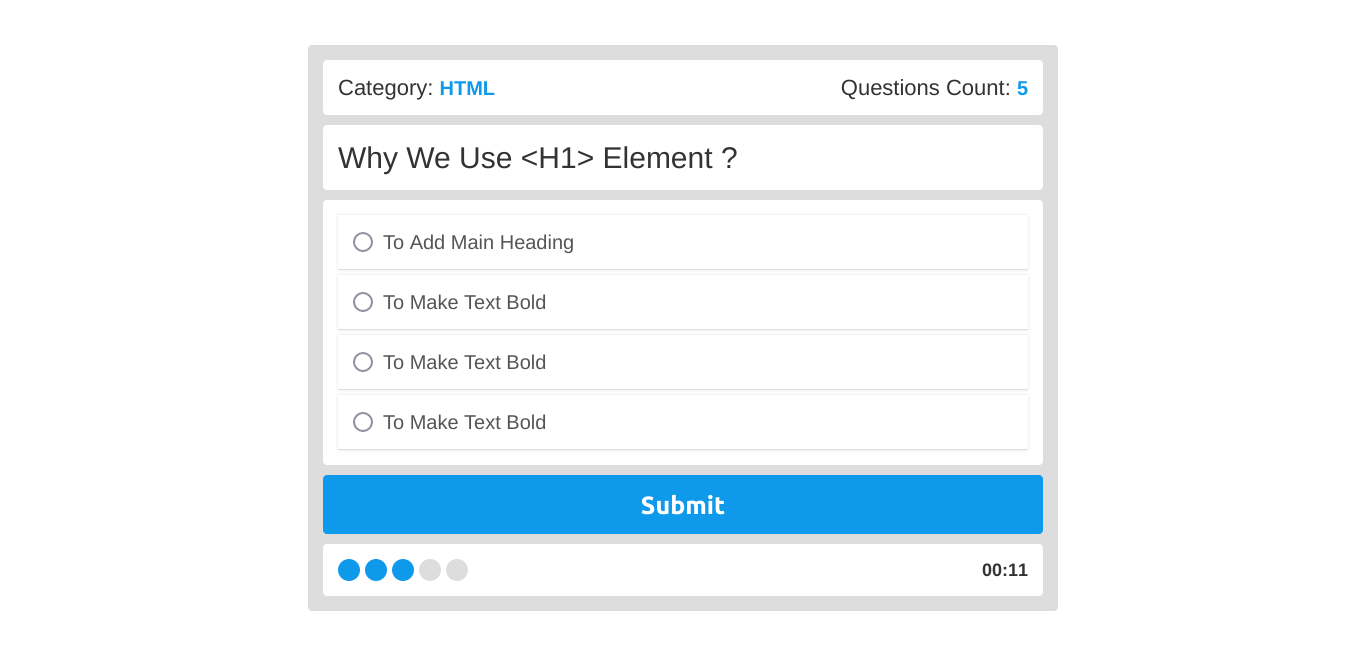 Category: HTML
Questions Count: 5
Why We Use <H1> Element ?
To Add Main Heading
To Make Text Bold
To Make Text Bold
To Make Text Bold
Submit
00:11